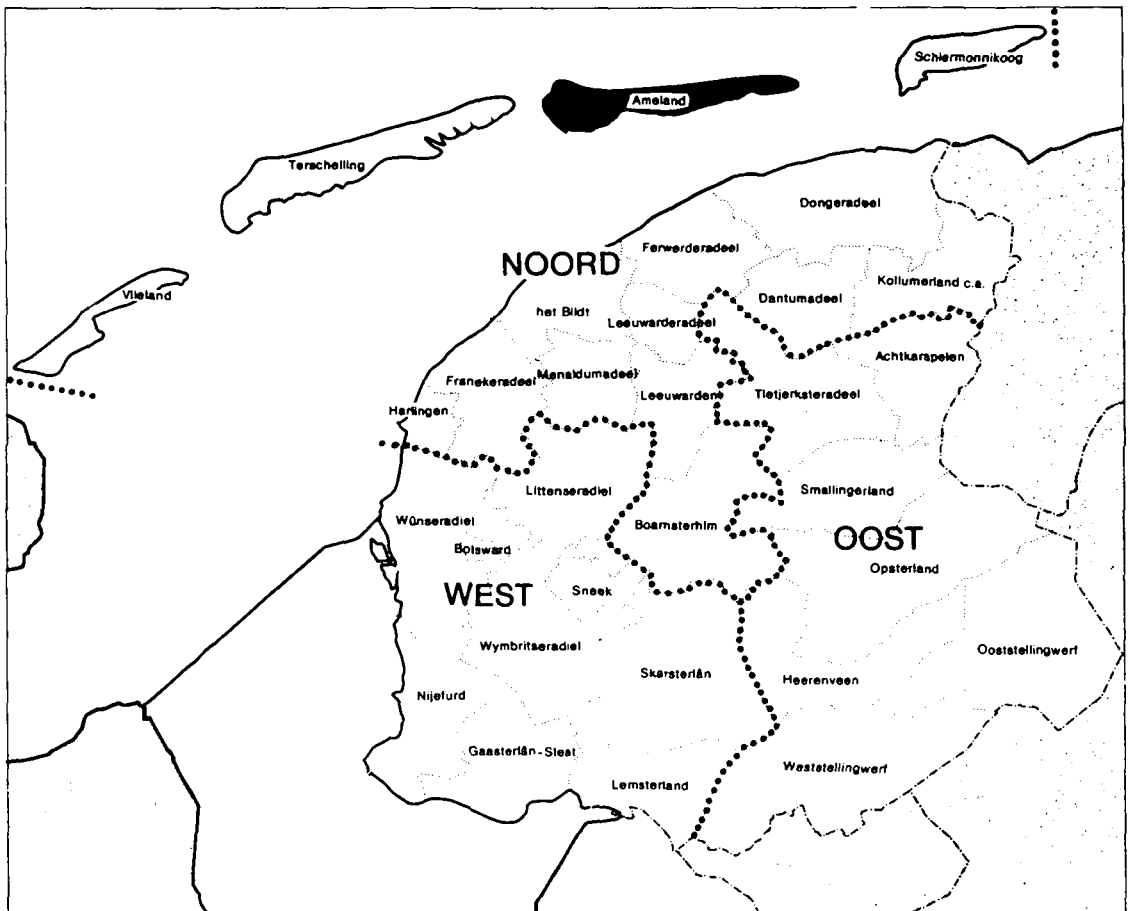 Schiermonnikoog
Ameland
Terschelling
Dongeradeel
Ferwerderadeel
NOORD
Kollumerland c.a.
Vlieland
Dantumadeel
het Bildt
Leeuwarderadeel
Achtkarspelen
Franekeradeel
Menaldumadeel
Leeuwarden
Tietjerksteradeel
Harlingen
Littenseradiel
Smallingerland
Wûnseradiel
Boarnsterhim
Bolsward
OOST
Opsterland
Sneek
WEST
Wymbritseradiel
Ooststellingwerf
Skarsterlân
Heerenveen
Nijefurd
Gaasterlân-Sleat
Weststellingwerf
Lemsterland